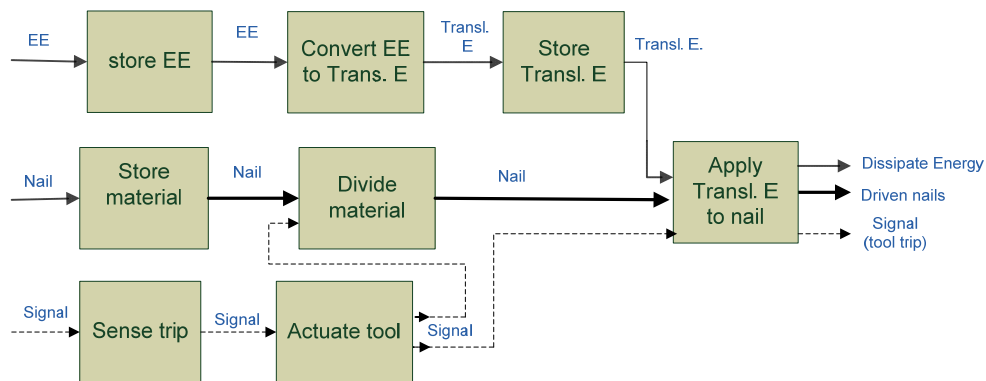 EE
store EE
EE
Convert EE
to Trans. E
Transl.
E
Store
Transl. E
Transl. E.
Nail
Store
material
Nail
Divide
material
Nail
Apply
Transl. E
to nail
Dissipate Energy
Driven nails
Signal
(tool trip)
Signal
Sense trip
Signal
Actuate tool
Signal